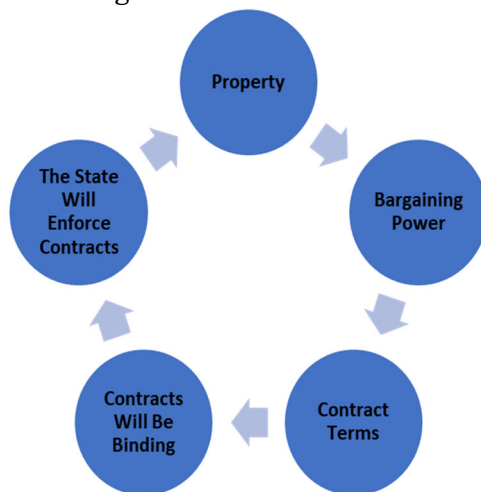 Property
Bargaining
Power
Contract
Terms
Contracts
Will Be
Binding
The State
Will
Enforce
Contracts